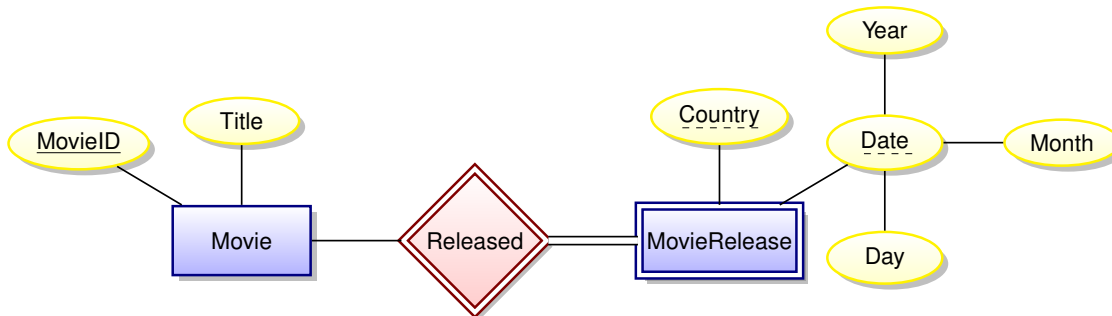 Year
Title
Country
MovieID
Date
Month
Movie
Released
MovieRelease
Day